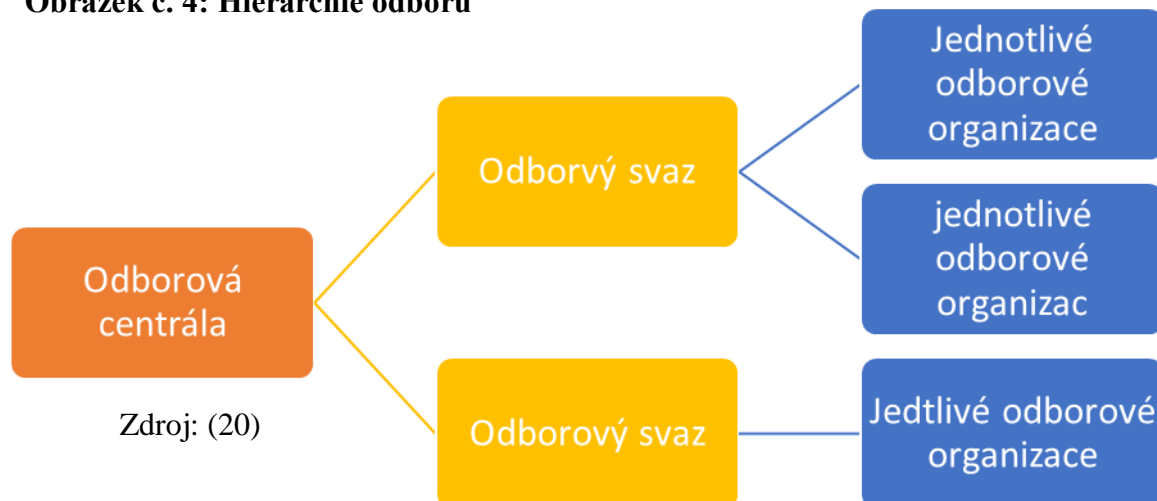 Obrázek č. 4: Hierarchie odborů
Jednotlivé
odborové
organizace
Odborvý svaz
jednotlivé
odborové
organizac
Odborová
centrála
Zdroj: (20)
Odborový svaz
Jedtlivé odborové
organizace